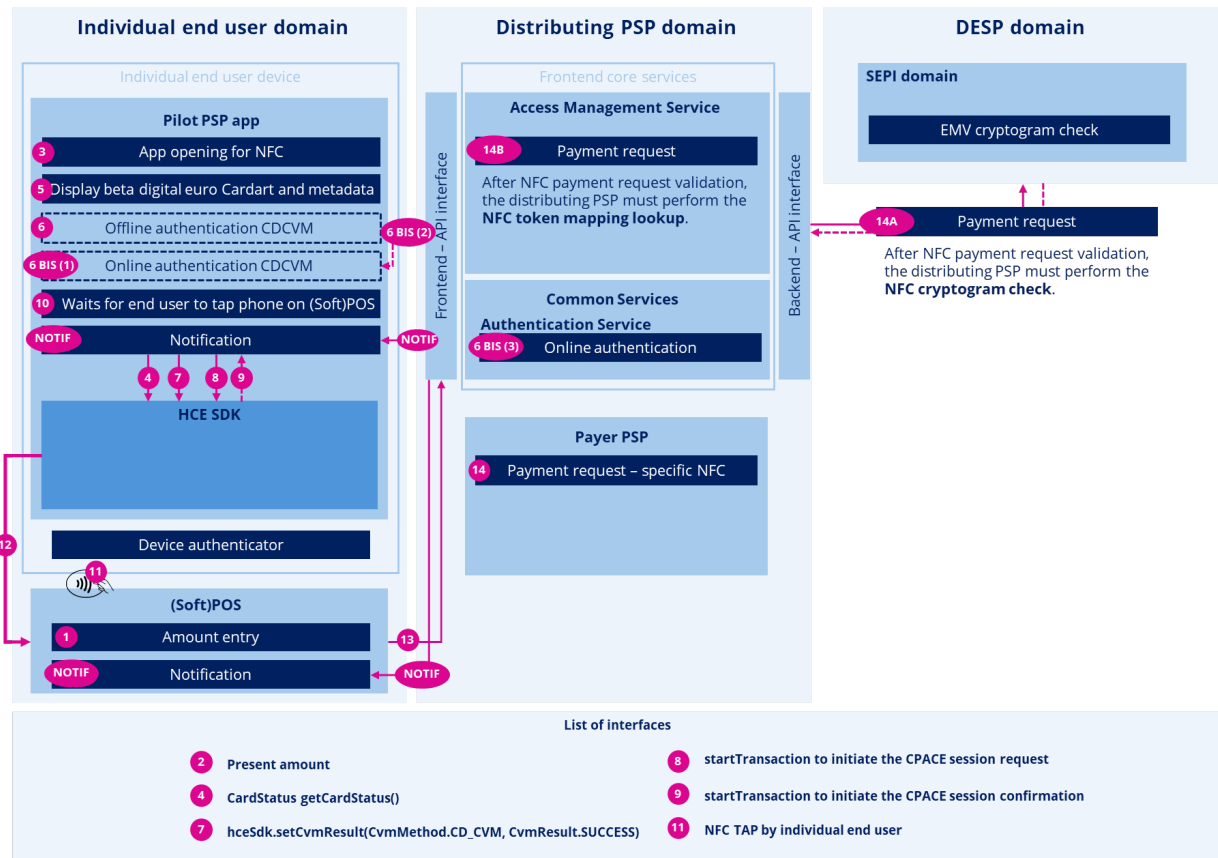 Individual end user domain
Individual end user device
Pilot PSP app
3 App opening for NFC
5 Display beta digital euro Cardart and metadata
6 Offline authentication CDCVM
6 BIS (2)
6 BIS (1) Online authentication CDCVM
10 Waits for end user to tap phone on (Soft)POS
NOTIF Notification
NOTIF
4 7 8 9
HCE SDK
12
Device authenticator
11
(Soft)POS
1 Amount entry
13
NOTIF Notification
NOTIF
Distributing PSP domain
Frontend core services
Frontend – API interface
Access Management Service
14B Payment request
After NFC payment request validation,
the distributing PSP must perform the
NFC token mapping lookup.
Common Services
Authentication Service
6 BIS (3) Online authentication
Backend – API interface
Payer PSP
14 Payment request – specific NFC
DESP domain
SEPI domain
EMV cryptogram check
14A Payment request
After NFC payment request validation,
the distributing PSP must perform the
NFC cryptogram check.
List of interfaces
2 Present amount
4 CardStatus getCardStatus()
7 hceSdk.setCvmResult(CvmMethod.CD_CVM, CvmResult.SUCCESS)
8 startTransaction to initiate the CPACE session request
9 startTransaction to initiate the CPACE session confirmation
11 NFC TAP by individual end user